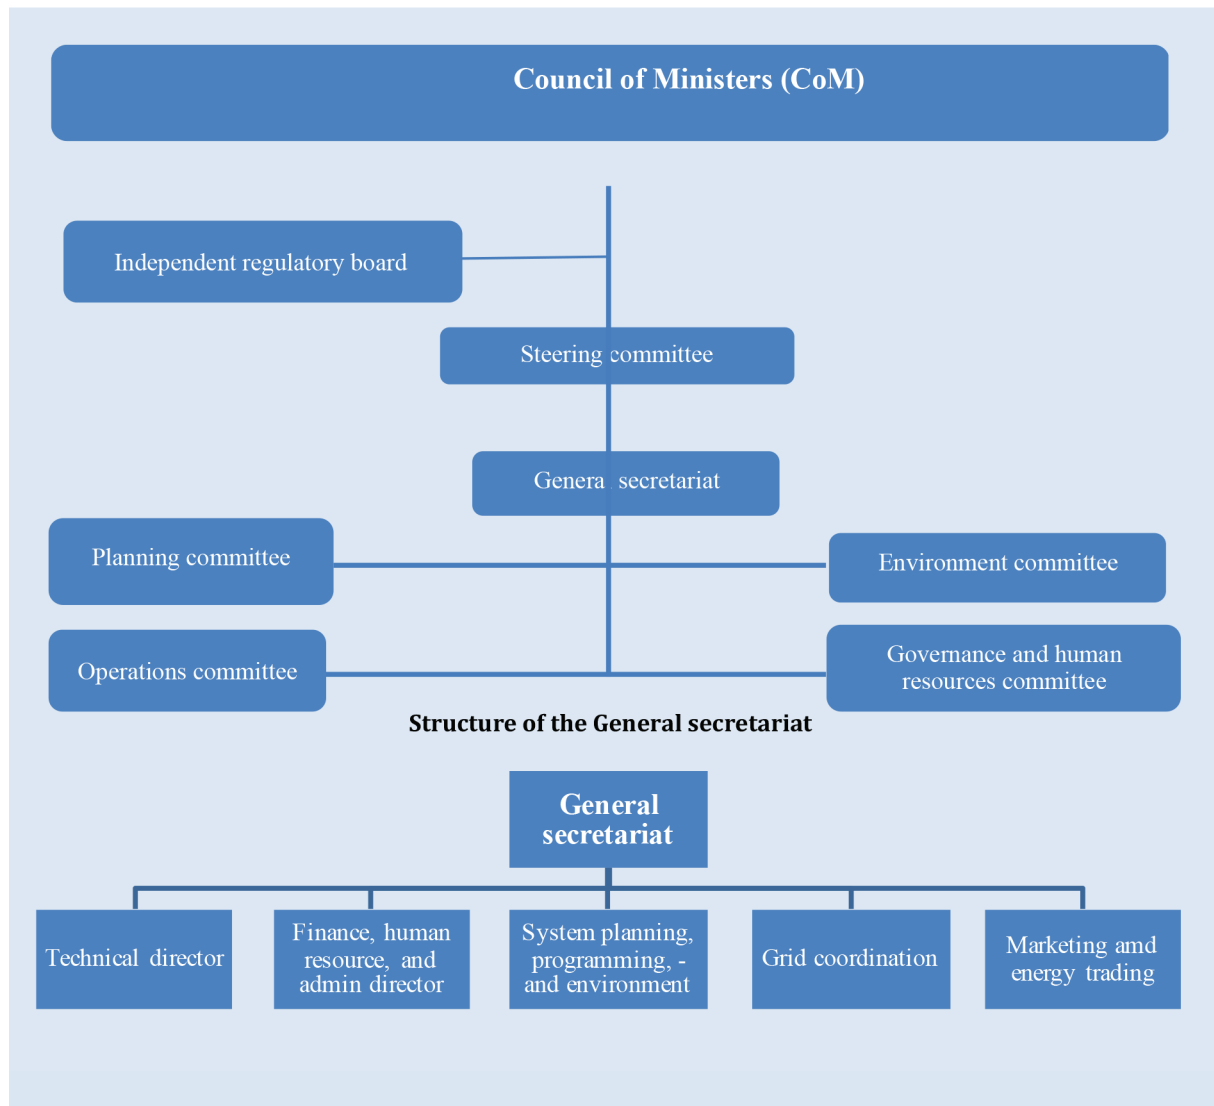 Council of Ministers (CoM)
Independent regulatory board
Steering committee
General secretariat
Planning committee
Environment committee
Operations committee
Governance and human
resources committee
Structure of the General secretariat
General
secretariat
Technical director
Finance, human
resource, and
admin director
System planning,
programming, -
and environment
Grid coordination
Marketing amd
energy trading